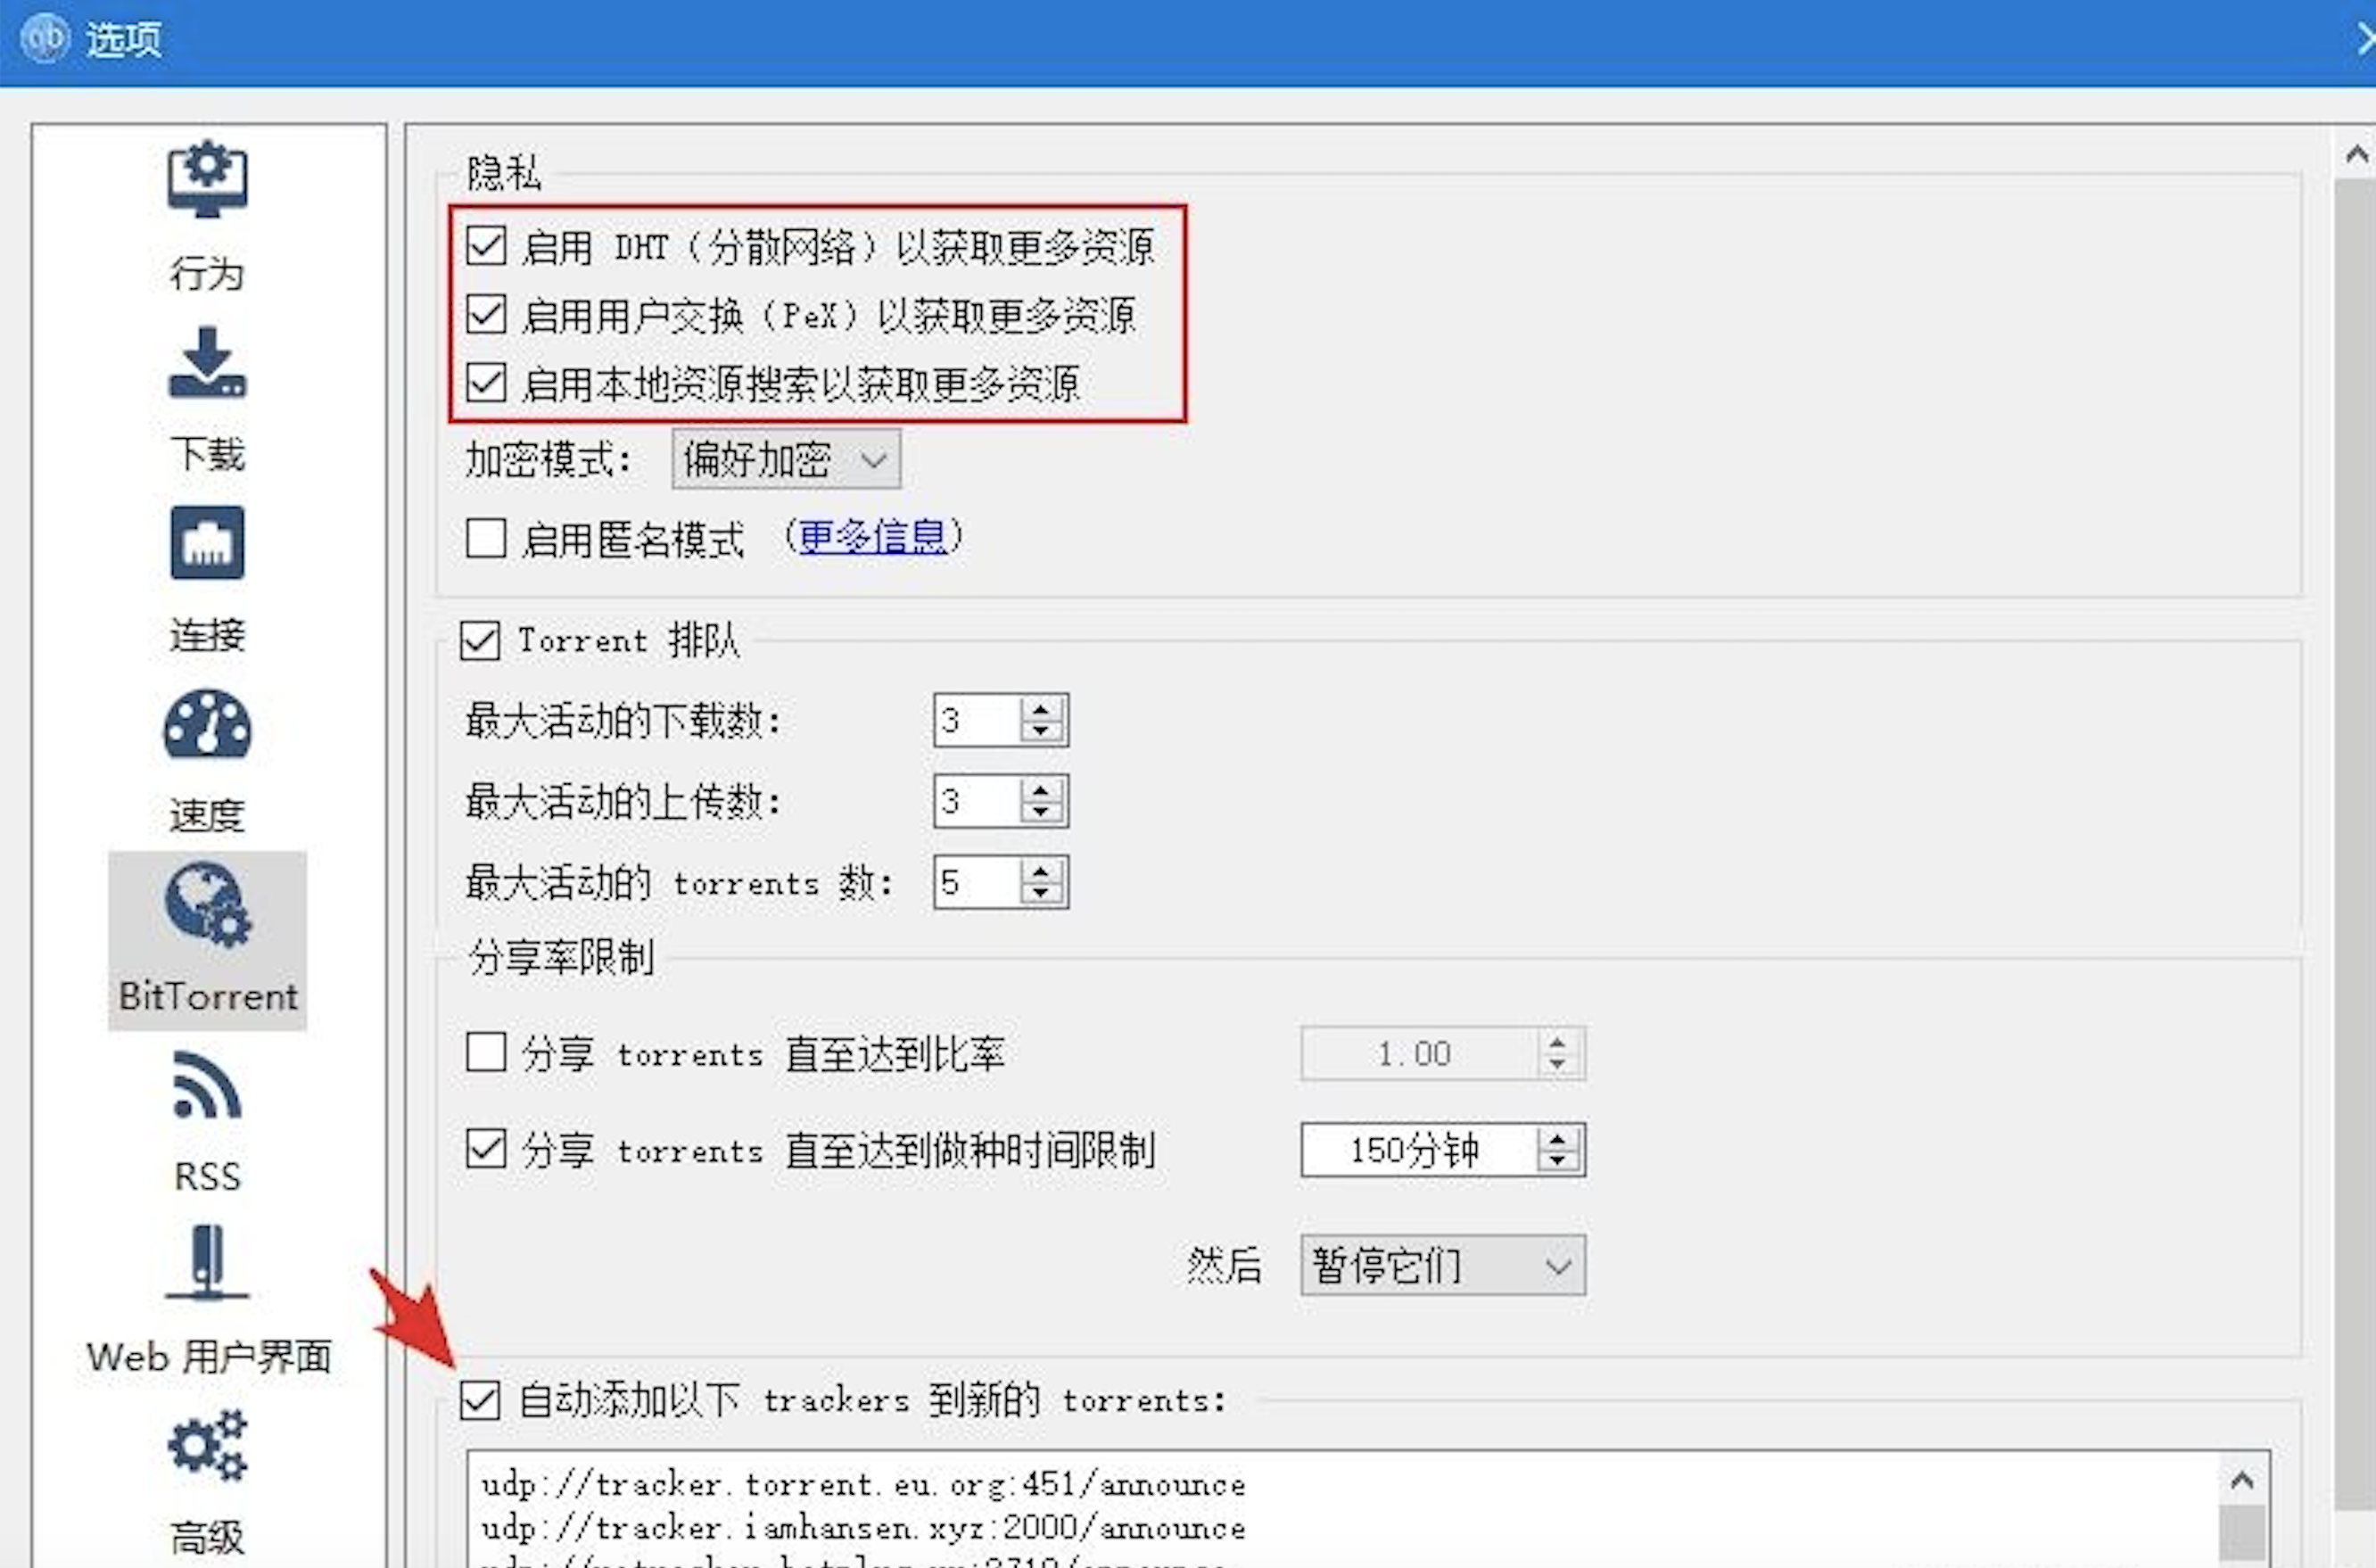 选项
行为
下载
连接
速度
BitTorrent
RSS
Web 用户界面
高级
隐私
启用 DHT（分散网络）以获取更多资源
启用用户交换（PeX）以获取更多资源
启用本地资源搜索以获取更多资源
加密模式： 偏好加密
启用匿名模式 （更多信息）
Torrent 排队
最大活动的下载数： 3
最大活动的上传数： 3
最大活动的 torrents 数： 5
分享率限制
分享 torrents 直至达到比率 1.00
分享 torrents 直至达到做种时间限制 150分钟
然后 暂停它们
自动添加以下 trackers 到新的 torrents:
udp://tracker.torrent.eu.org:451/announce
udp://tracker.iamhansen.xyz:2000/announce